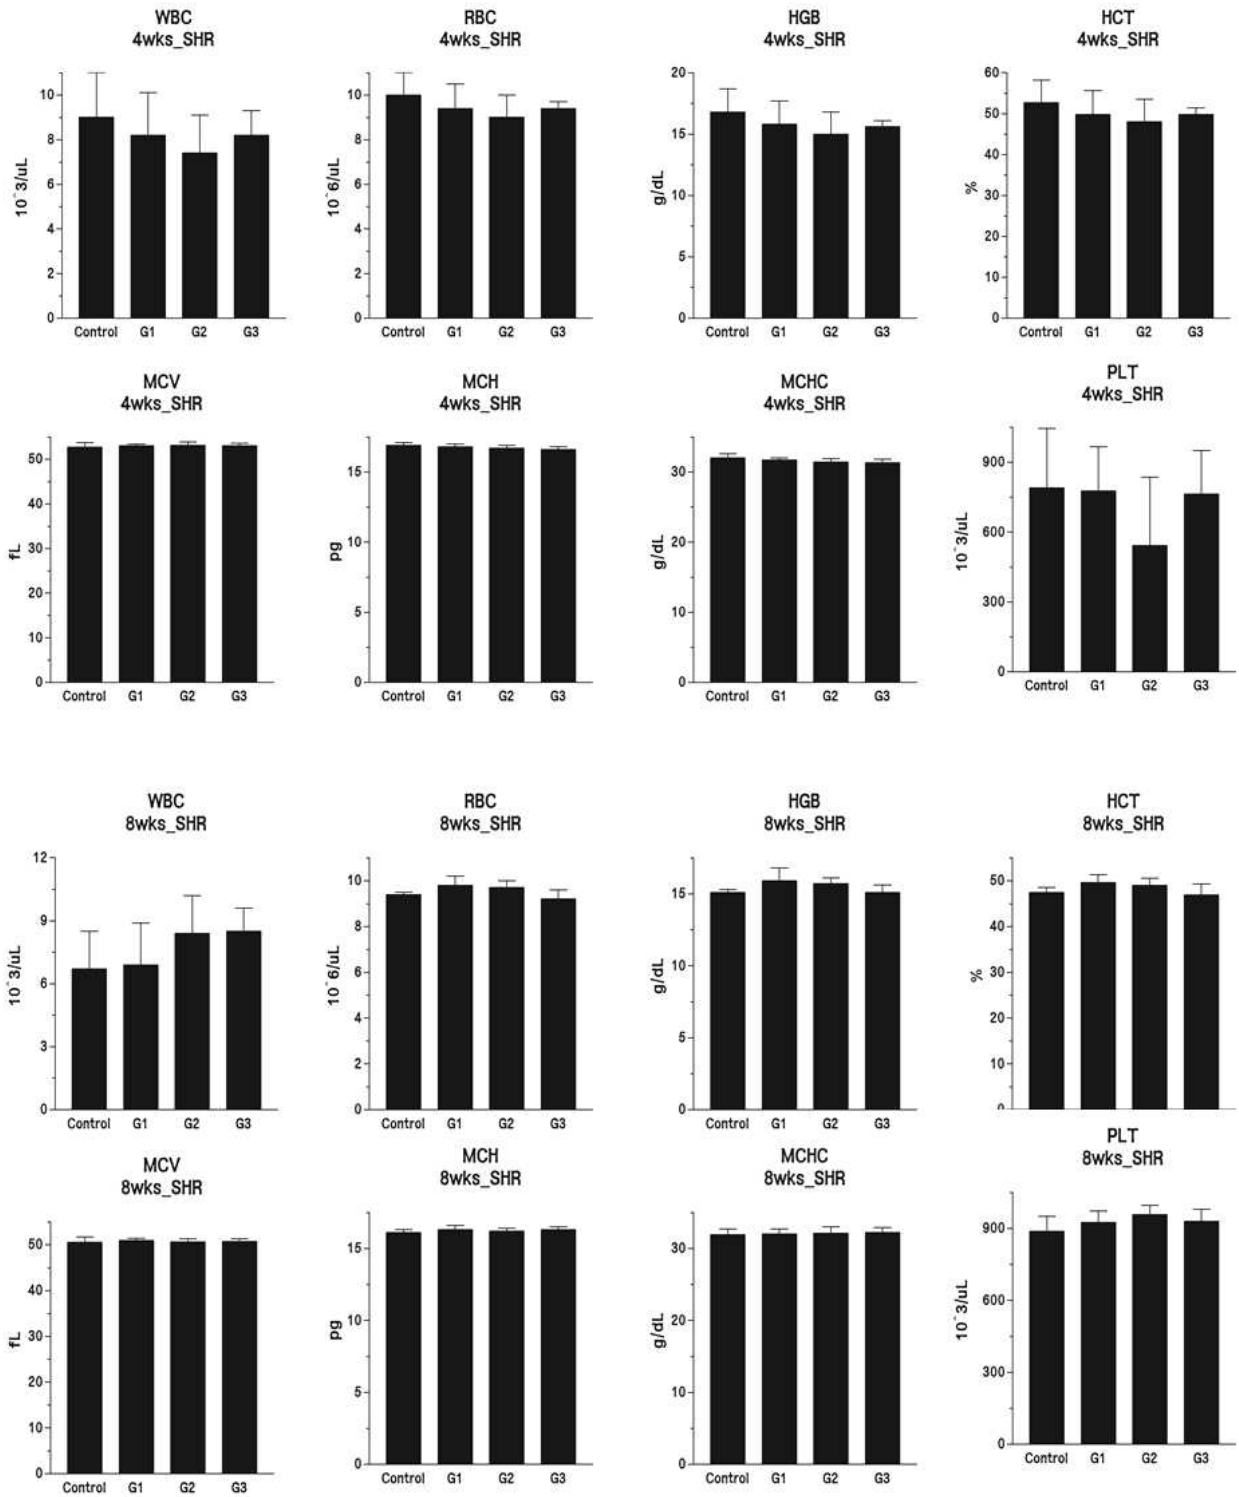 WBC
4wks_SHR
10^3/uL
10
8
6
4
2
0
Control G1 G2 G3
RBC
4wks_SHR
10^6/uL
10
8
6
4
2
0
Control G1 G2 G3
HGB
4wks_SHR
g/dL
20
15
10
5
0
Control G1 G2 G3
HCT
4wks_SHR
%
60
50
40
30
20
10
0
Control G1 G2 G3
MCV
4wks_SHR
fL
50
40
30
20
10
0
Control G1 G2 G3
MCH
4wks_SHR
pg
15
10
5
0
Control G1 G2 G3
MCHC
4wks_SHR
g/dL
30
20
10
0
Control G1 G2 G3
PLT
4wks_SHR
10^3/uL
900
600
300
0
Control G1 G2 G3
WBC
8wks_SHR
10^3/uL
12
9
6
3
0
Control G1 G2 G3
RBC
8wks_SHR
10^6/uL
10
8
6
4
2
0
Control G1 G2 G3
HGB
8wks_SHR
g/dL
15
10
5
0
Control G1 G2 G3
HCT
8wks_SHR
%
50
40
30
20
10
0
MCV
8wks_SHR
fL
50
40
30
20
10
0
Control G1 G2 G3
MCH
8wks_SHR
pg
15
10
5
0
Control G1 G2 G3
MCHC
8wks_SHR
g/dL
30
20
10
0
Control G1 G2 G3
PLT
8wks_SHR
10^3/uL
900
600
300
0
Control G1 G2 G3